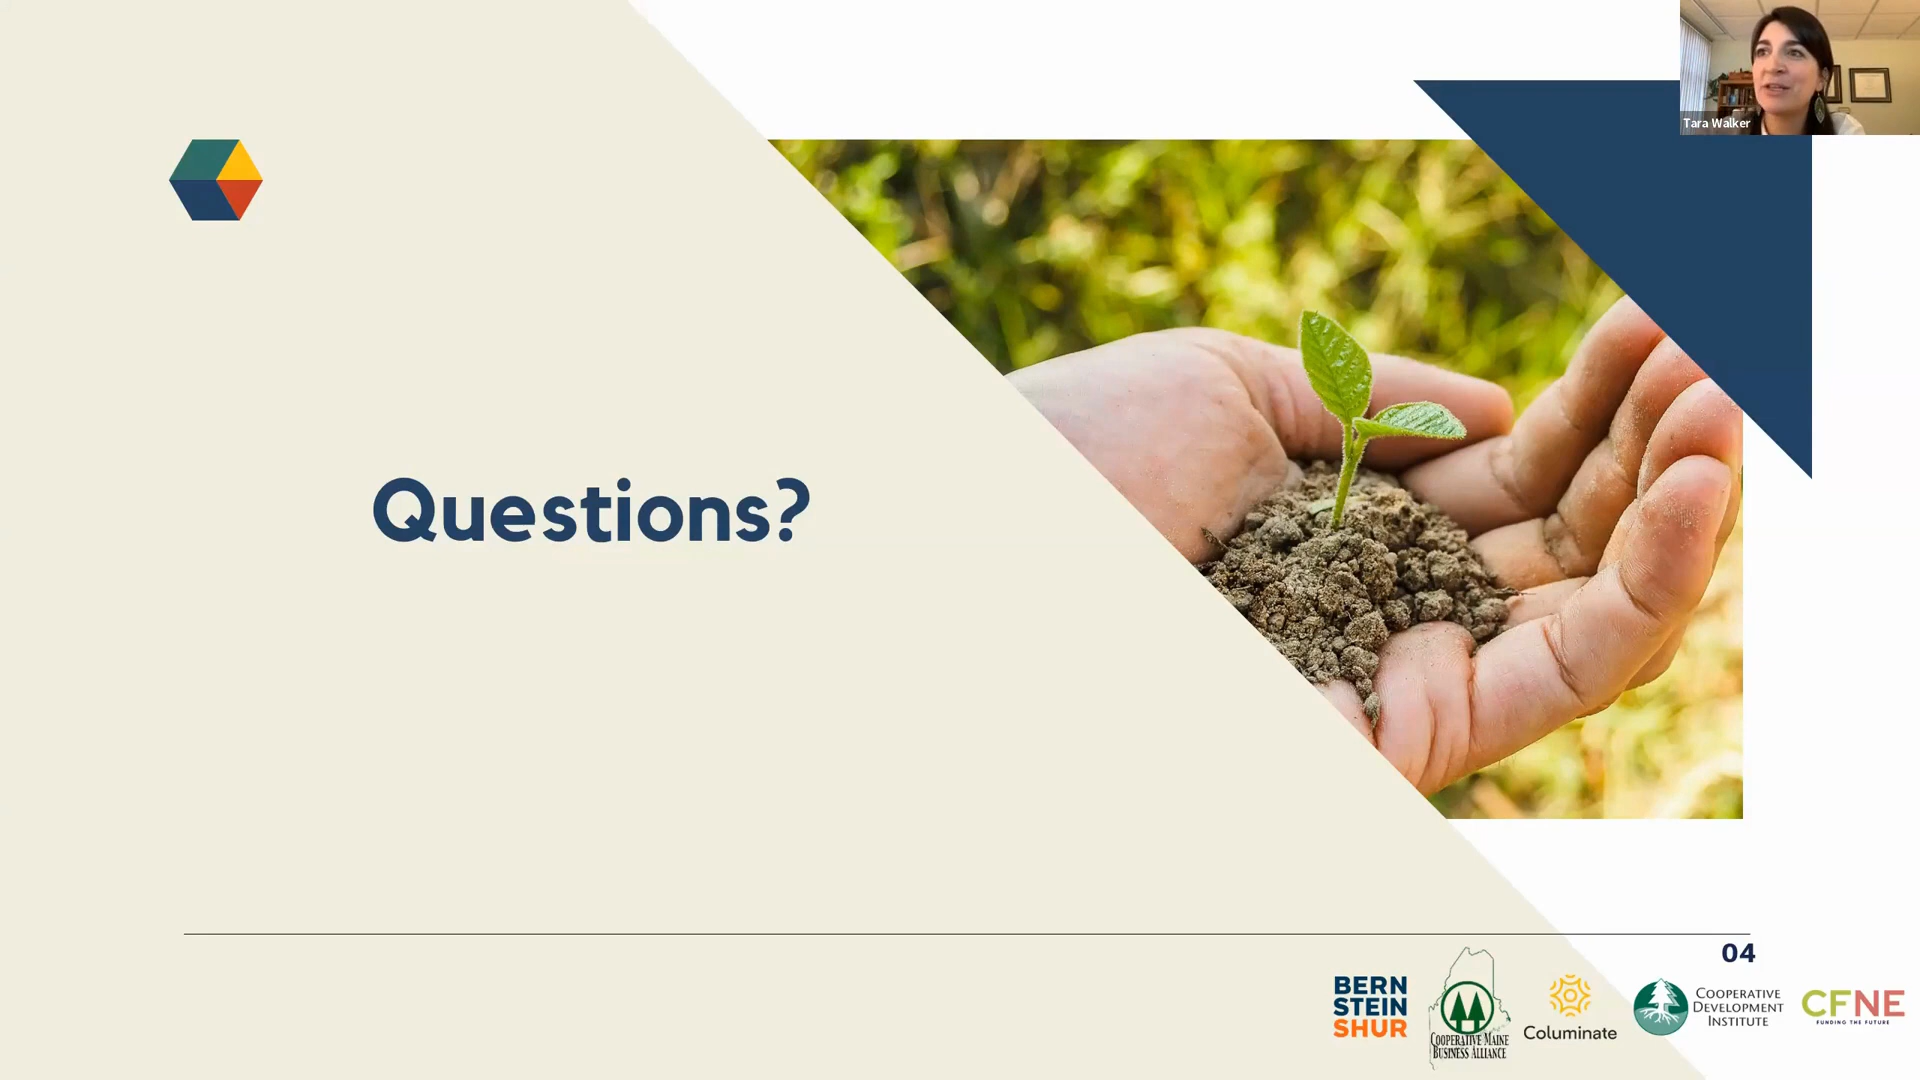 Tara Walker
Questions?
04
BERN
STEIN
SHUR
COOPERATIVE MAINE
BUSINESS ALLIANCE
Columinate
COOPERATIVE
DEVELOPMENT
INSTITUTE
CFNE
FUNDING THE FUTURE